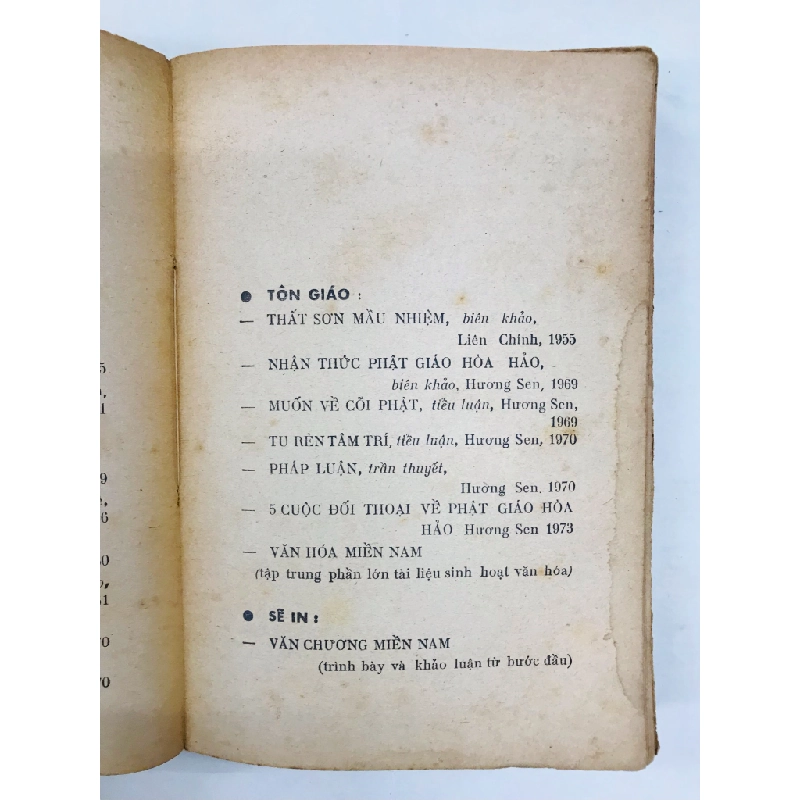 ● TÔN GIÁO :
— THẤT SƠN MẦU NHIỆM, biên khảo,
Liên Chinh, 1955
— NHẬN THỨC PHẬT GIÁO HÒA HẢO,
biên khảo, Hương Sen, 1969
— MUỐN VỀ CÕI PHẬT, tiểu luận, Hương Sen,
1969
— TU RÈN TÂM TRÍ, tiểu luận, Hương Sen, 1970
— PHÁP LUẬN, trần thuyết,
Hường Sen, 1970
— 5 CUỘC ĐỐI THOẠI VỀ PHẬT GIÁO HÒA
HẢO Hương Sen 1973
— VĂN HÓA MIỀN NAM
(tập trung phần lớn tài liệu sinh hoạt văn hóa)
● SẼ IN :
— VĂN CHƯƠNG MIỀN NAM
(trình bày và khảo luận từ bước đầu)